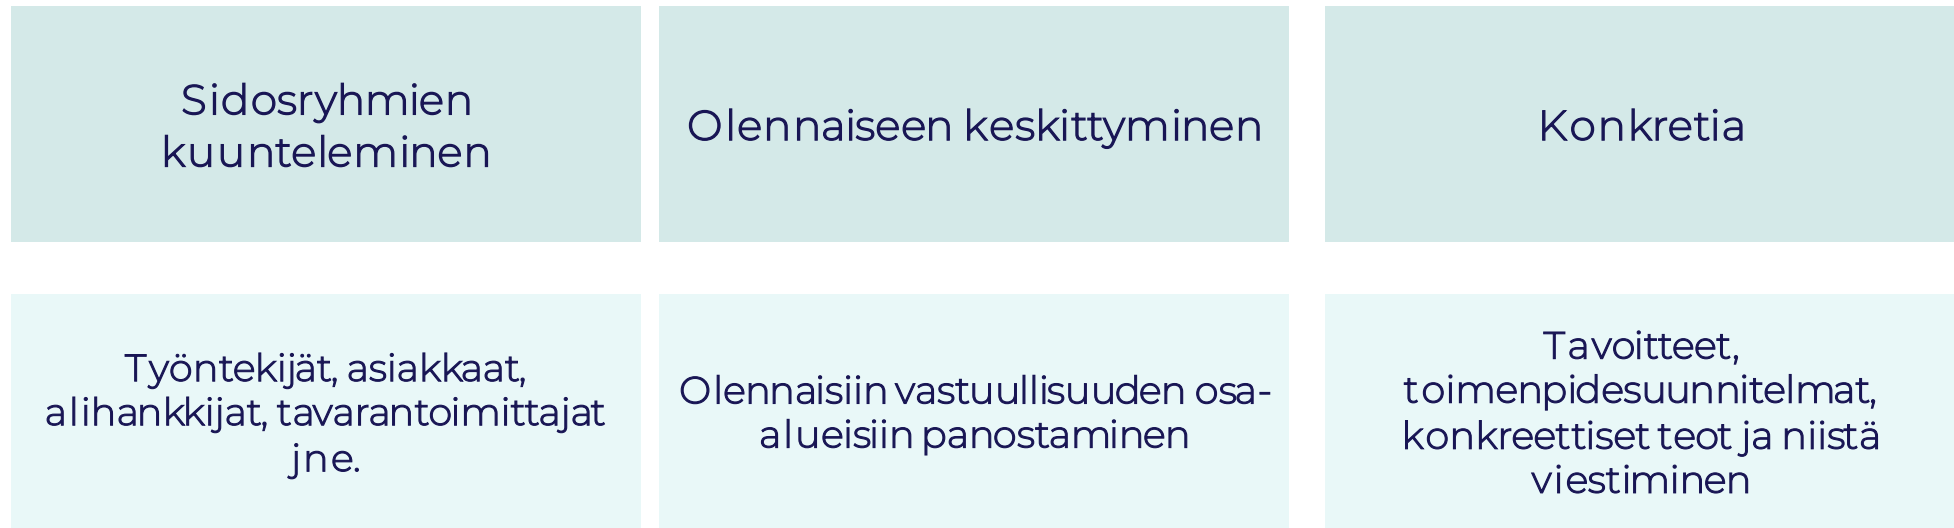 Sidosryhmien
kuunteleminen
Olennaiseen keskittyminen
Konkretia
Työntekijät, asiakkaat,
alihankkijat, tavarantoimittajat
jne.
Olennaisiin vastuullisuuden osa-
alueisiin panostaminen
Tavoitteet,
toimenpidesuunnitelmat,
konkreettiset teot ja niistä
viestiminen